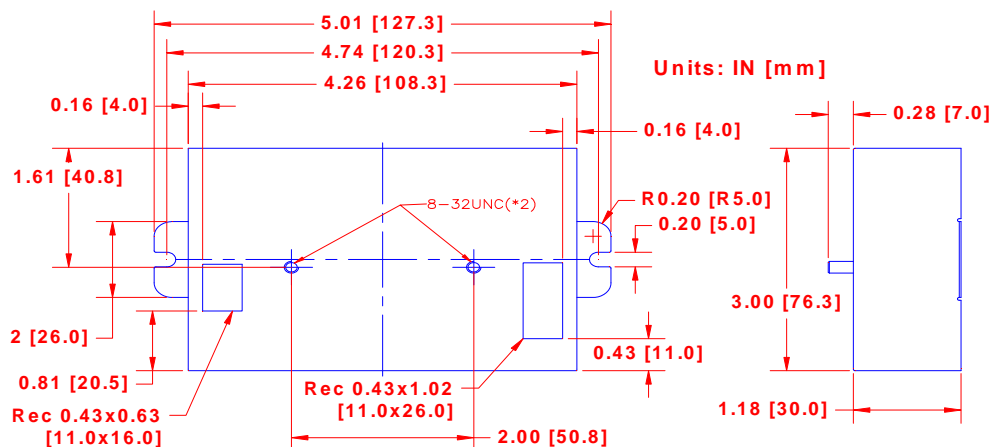 5.01 [127.3]
4.74 [120.3]
Units: IN [mm]
4.26 [108.3]
0.16 [4.0]
0.16 [4.0]
0.28 [7.0]
1.61 [40.8]
8-32UNC(*2)
R0.20 [R5.0]
0.20 [5.0]
3.00 [76.3]
2 [26.0]
0.43 [11.0]
0.81 [20.5]
Rec 0.43x1.02
[11.0x26.0]
Rec 0.43x0.63
[11.0x16.0]
1.18 [30.0]
2.00 [50.8]